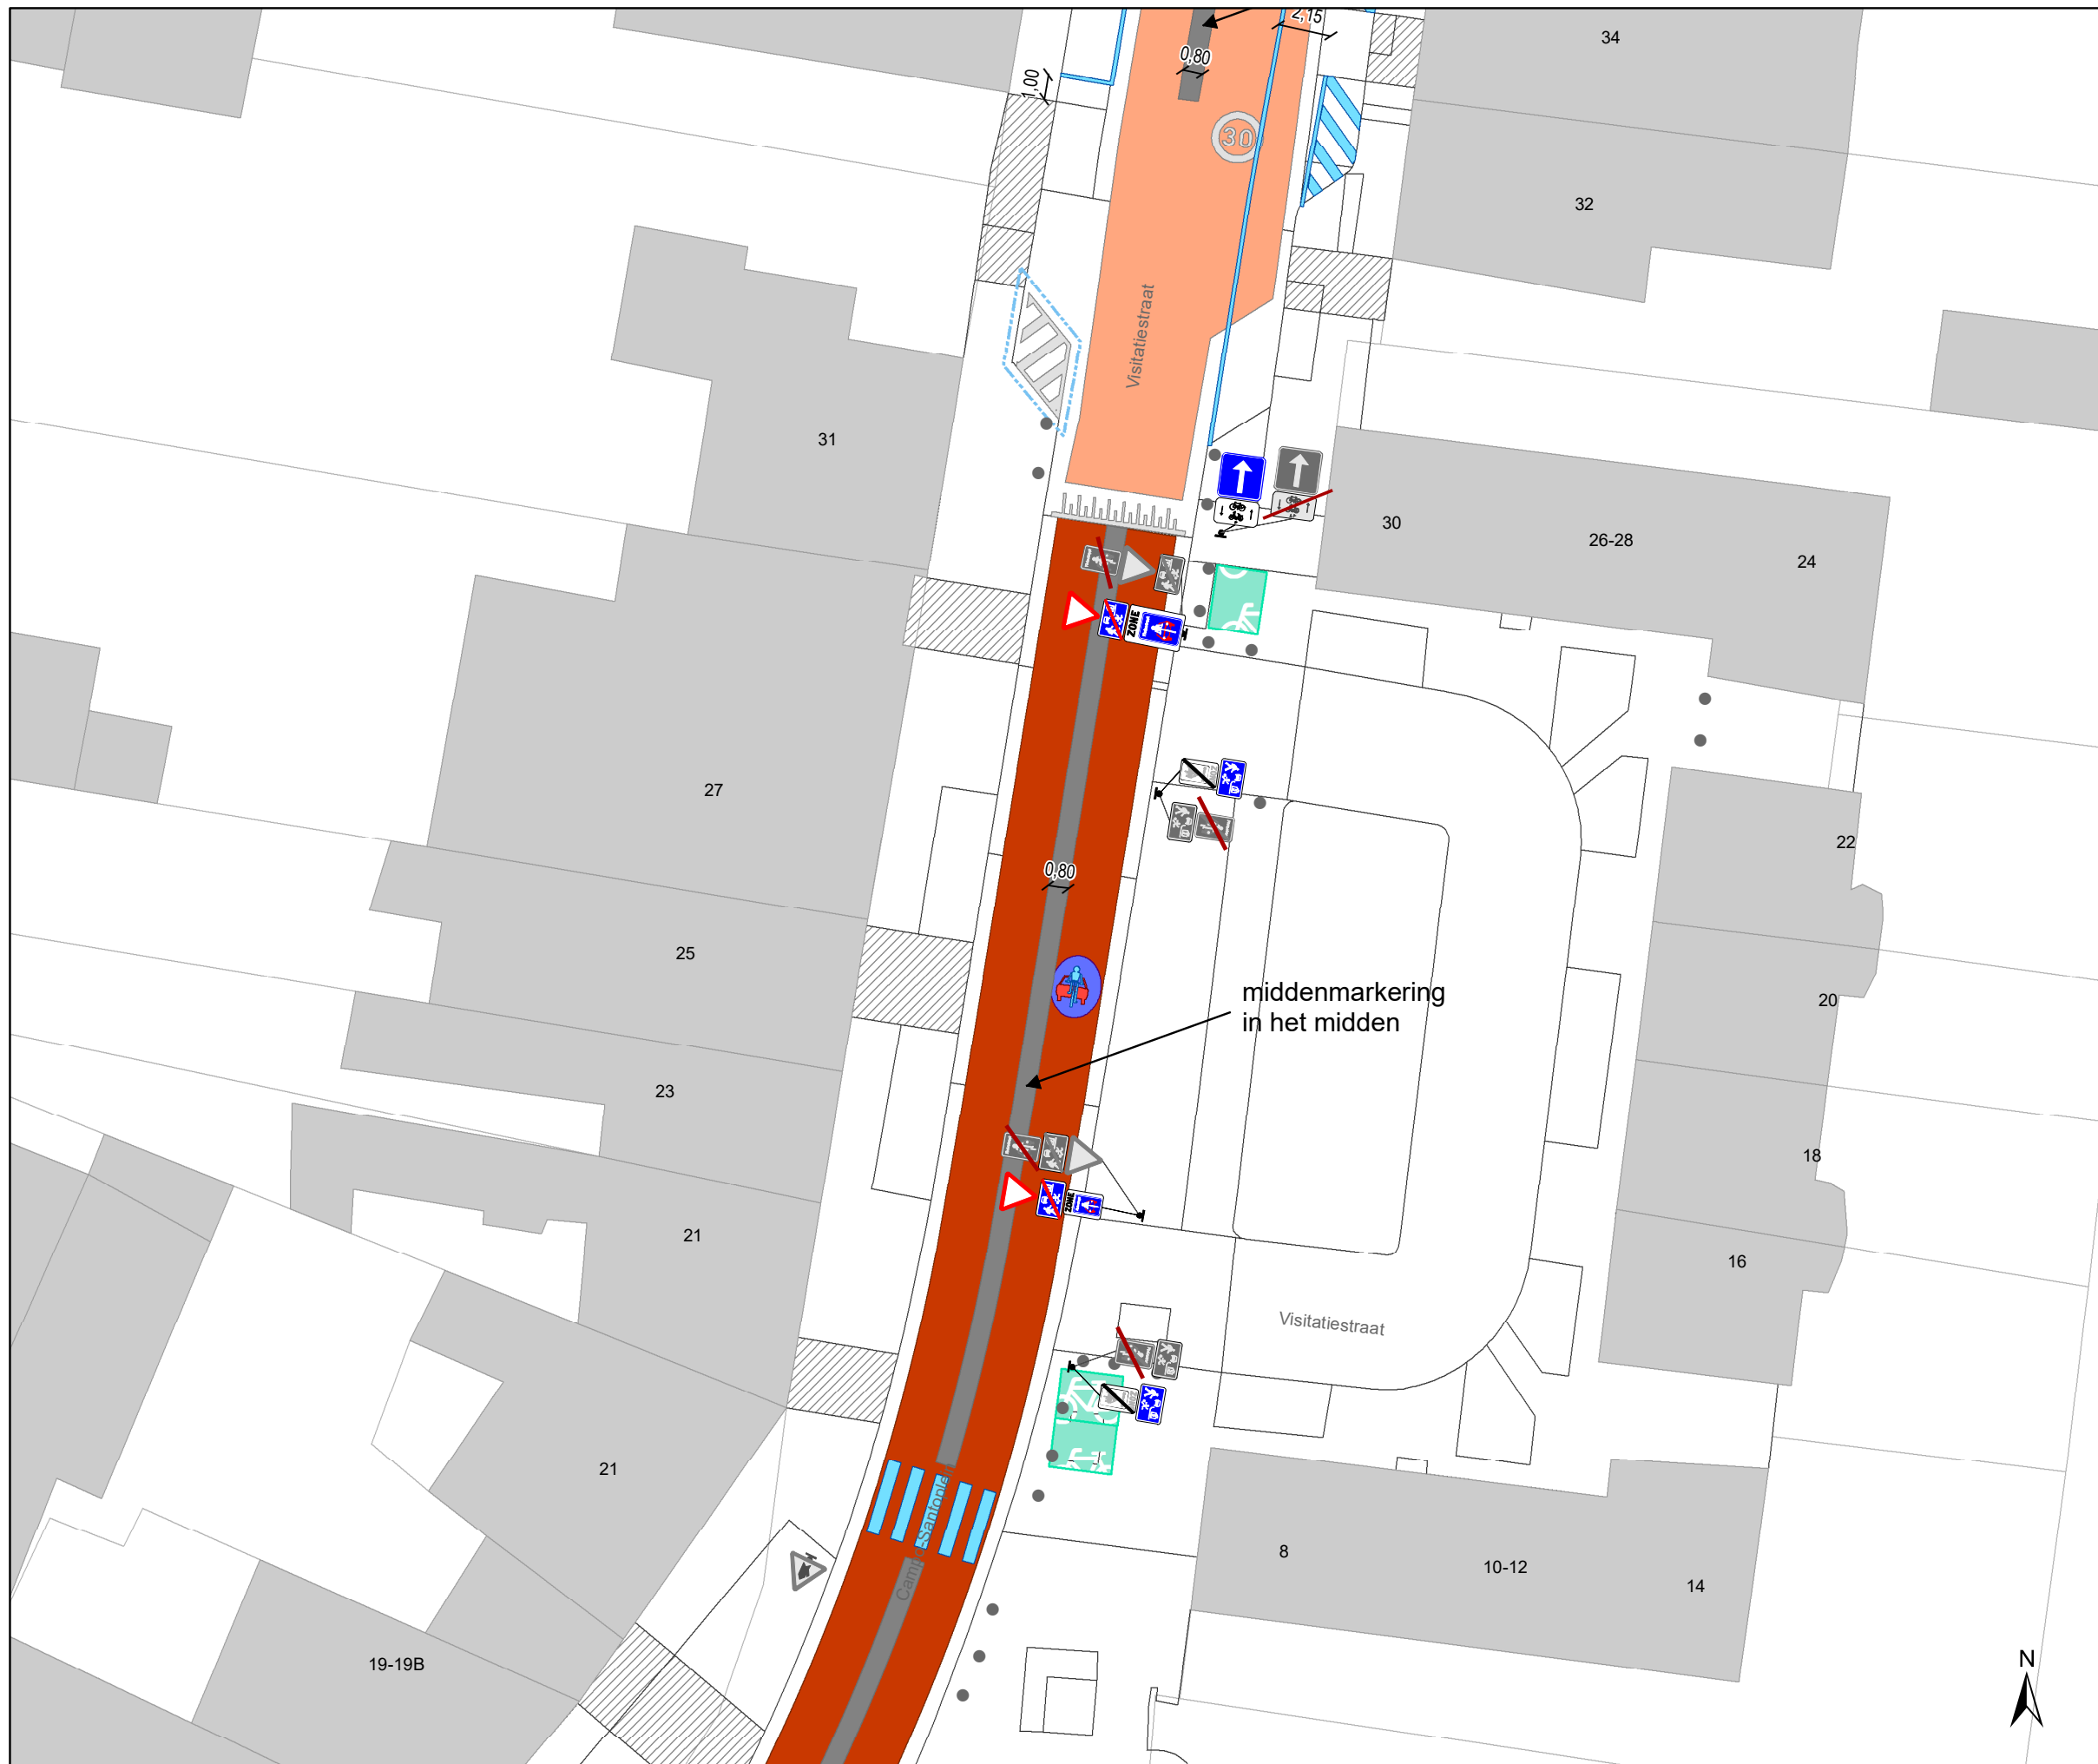 2,15
34
0,80
1,00
30
32
Visitatiestraat
31
30
26-28
24
ZONE
27
22
0,80
25
middenmarkering
in het midden
20
23
18
ZONE
21
16
Visitatiestraat
21
8
10-12
14
19-19B
N